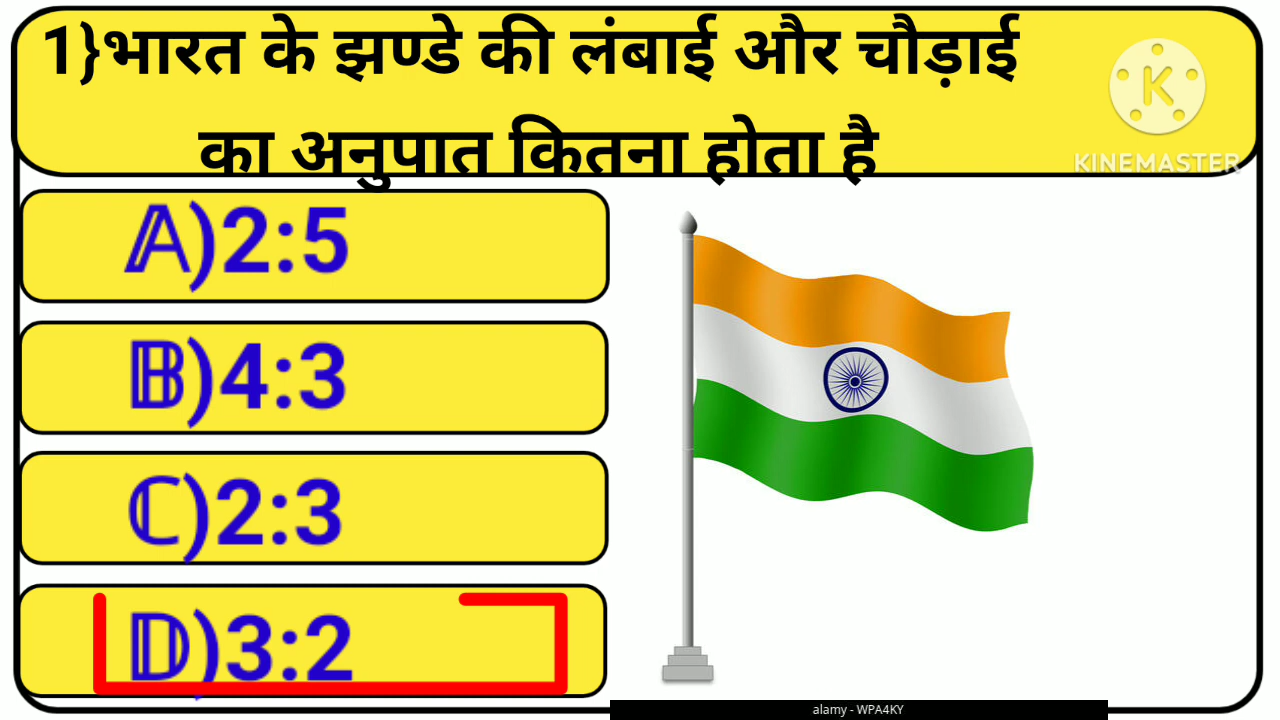 1}भारत के झण्डे की लंबाई और चौड़ाई
का अनुपात कितना होता है
K
KINEMASTER
A)2:5
B)4:3
C)2:3
D)3:2
alamy - WPA4KY